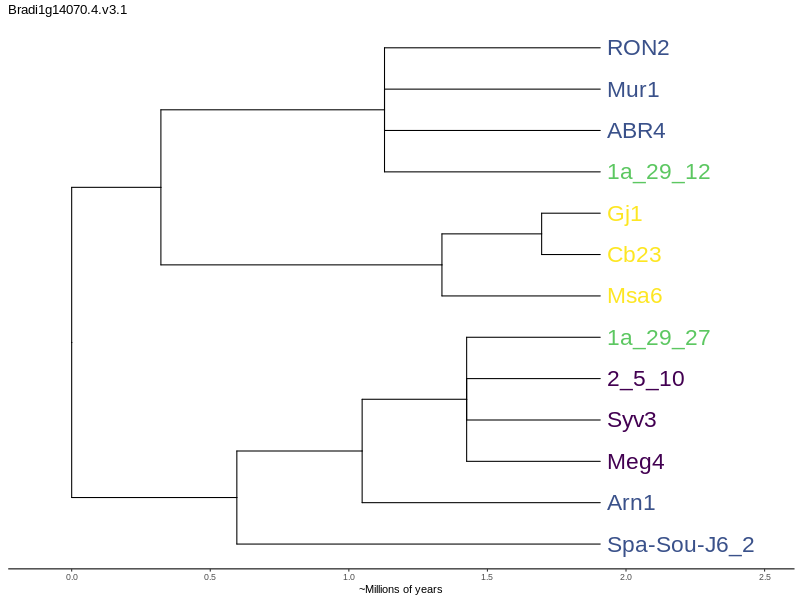 Bradi1g14070.4.v3.1
RON2
Mur1
ABR4
1a_29_12
Gj1
Cb23
Msa6
1a_29_27
2_5_10
Syv3
Meg4
Arn1
Spa-Sou-J6_2
0.0 0.5 1.0 1.5 2.0 2.5
~Millions of years